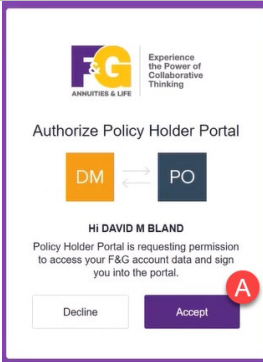 F&G
ANNUITIES & LIFE
Experience
the Power of
Collaborative
Thinking
Authorize Policy Holder Portal
DM
PO
Hi DAVID M BLAND
Policy Holder Portal is requesting permission
to access your F&G account data and sign
you into the portal.
A
Decline
Accept